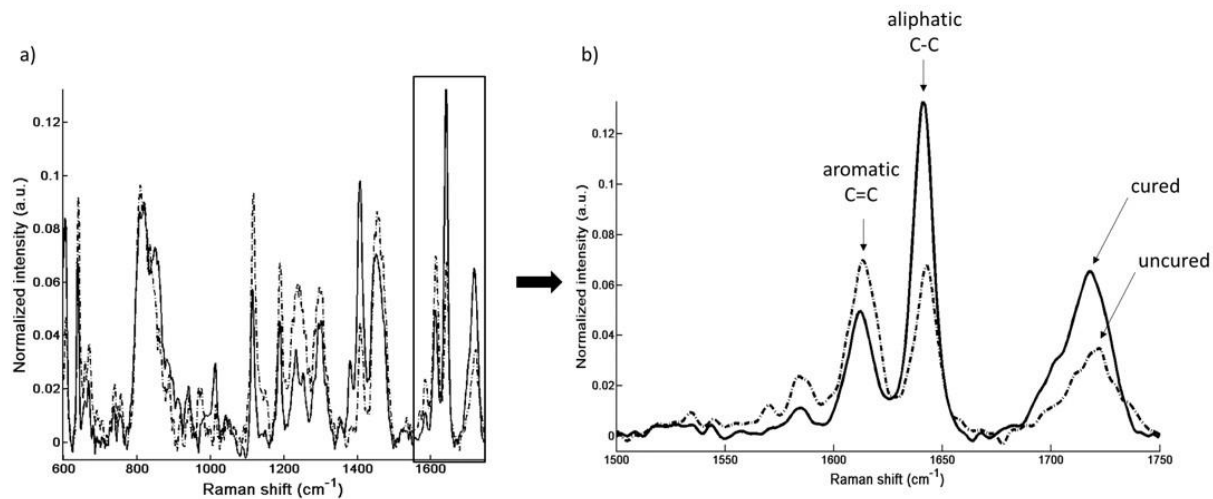 a)
Normalized intensity (a.u.)
0.12
0.1
0.08
0.06
0.04
0.02
0
600
800
1000
1200
1400
1600
Raman shift (cm⁻¹)
b)
aliphatic
C-C
aromatic
C=C
cured
uncured
Normalized intensity (a.u.)
0.12
0.1
0.08
0.06
0.04
0.02
0
1500
1550
1600
1650
1700
1750
Raman shift (cm⁻¹)